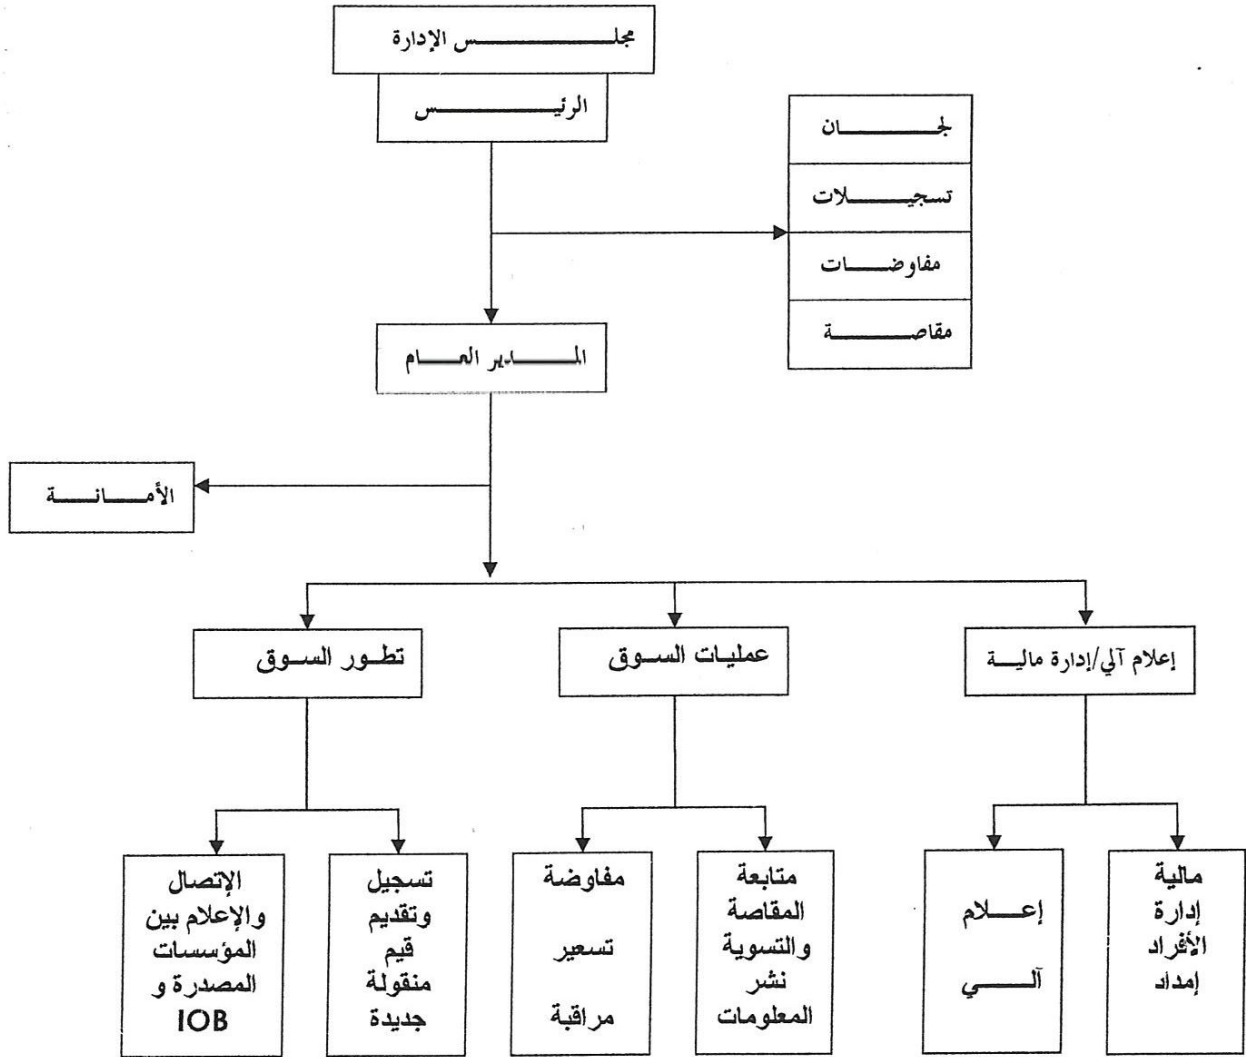 مجلس الإدارة
الرئيس
لجان
تسجيلات
مفاوضات
مقاصة
المدير العام
الأمانة
إعلام آلي/إدارة مالية
عمليات السوق
تطور السوق
مالية
إدارة
الأفراد
إمداد
إعلام
آلي
متابعة
المقاصة
والتسوية
نشر
المعلومات
مفاوضة
تسعير
مراقبة
تسجيل
وتقديم
قيم
منقولة
جديدة
الإتصال
والإعلام بين
المؤسسات
المصدرة و
IOB